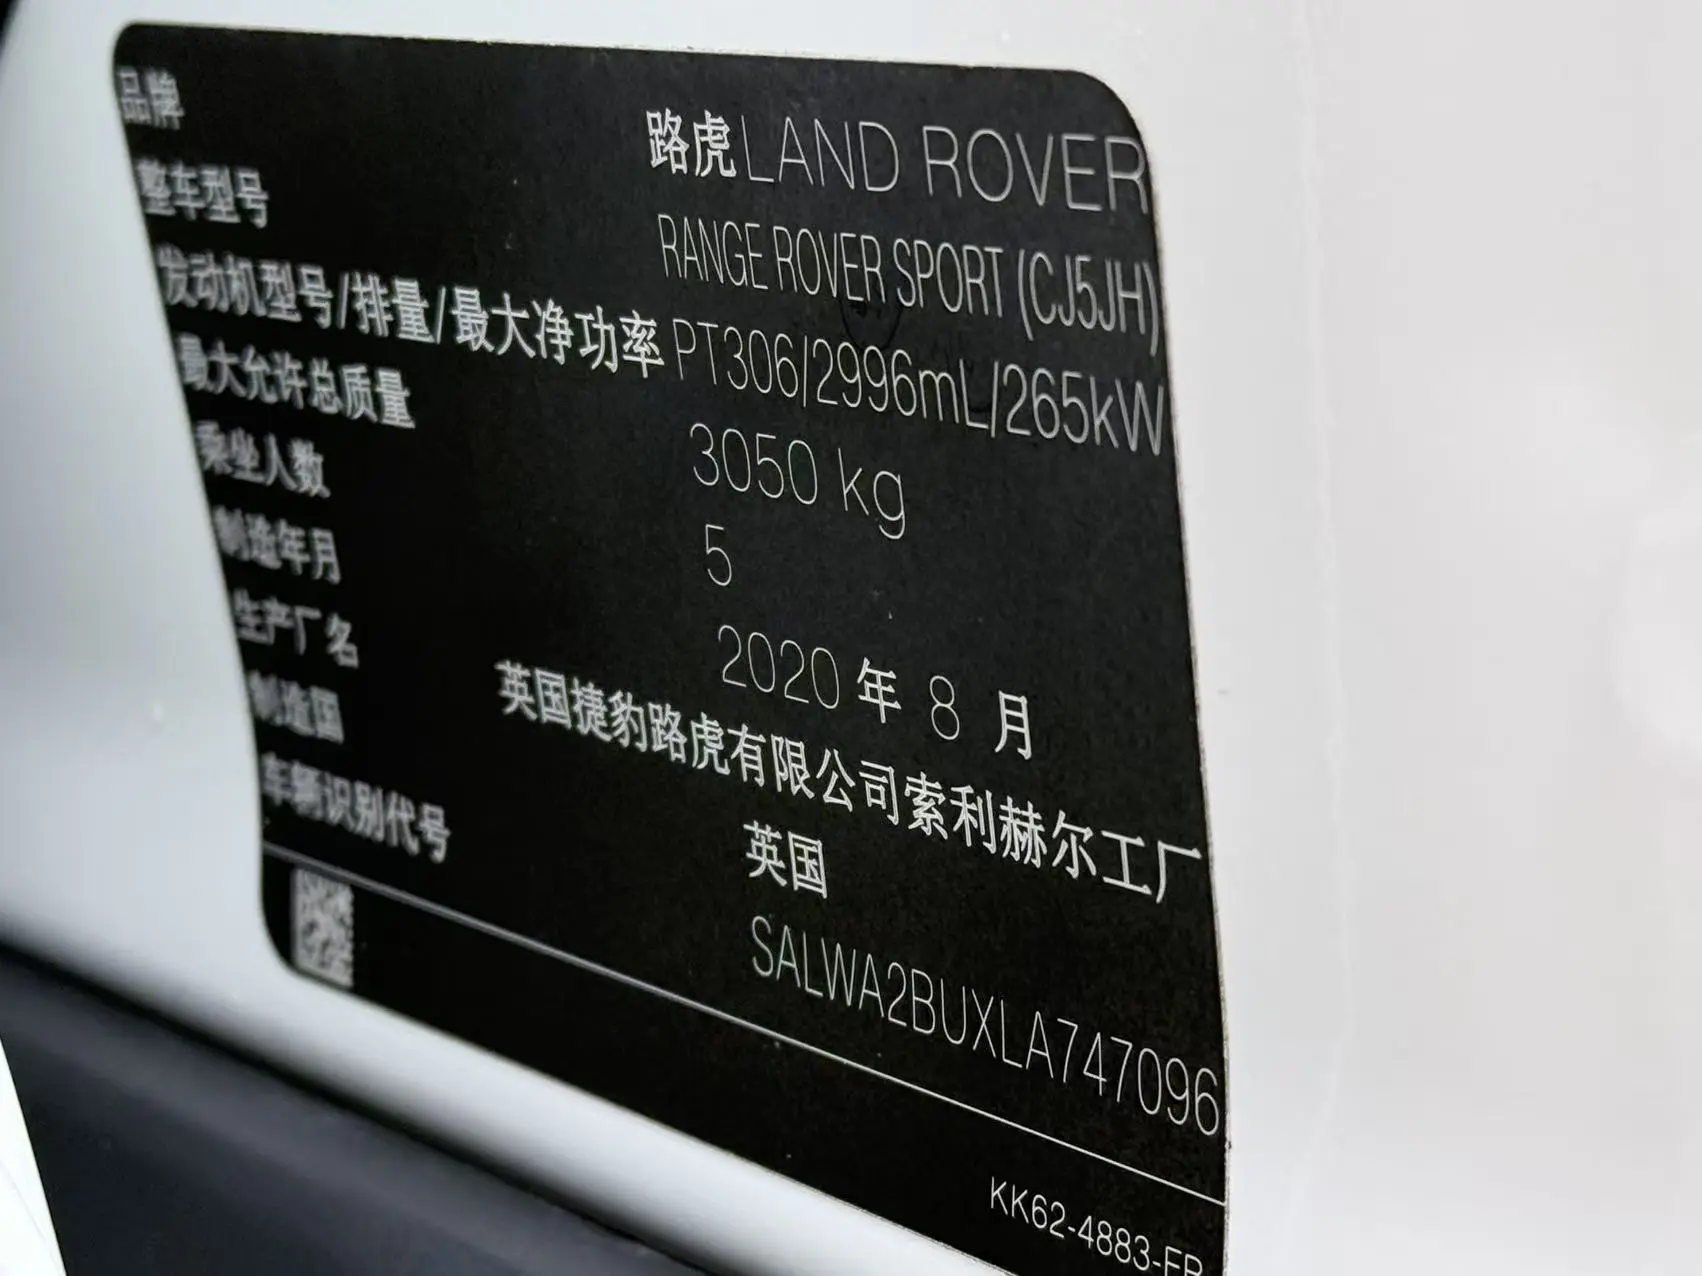 品牌 路虎LAND ROVER
整车型号 RANGE ROVER SPORT (CJ5JH)
发动机型号/排量/最大净功率 PT306/2996mL/265kW
最大允许总质量 3050 kg
乘坐人数 5
制造年月 2020 年 8 月
生产厂名 英国捷豹路虎有限公司索利赫尔工厂
制造国 英国
车辆识别代号 SALWA2BUXLA747096
KK62-4883-EB